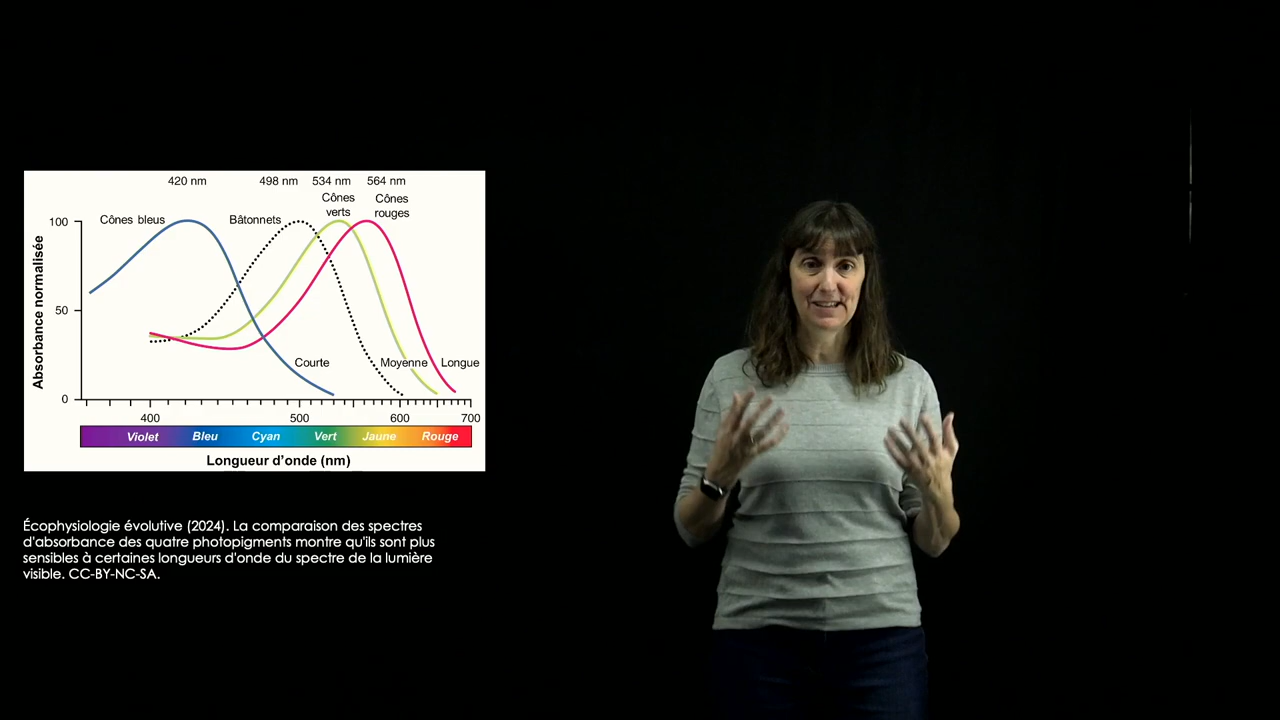 420 nm
498 nm
534 nm
564 nm
Cônes bleus
Bâtonnets
Cônes
verts
Cônes
rouges
Absorbance normalisée
100
50
0
Courte
Moyenne
Longue
400
500
600
700
Violet
Bleu
Cyan
Vert
Jaune
Rouge
Longueur d'onde (nm)
Écophysiologie évolutive (2024). La comparaison des spectres
d'absorbance des quatre photopigments montre qu'ils sont plus
sensibles à certaines longueurs d'onde du spectre de la lumière
visible. CC-BY-NC-SA.